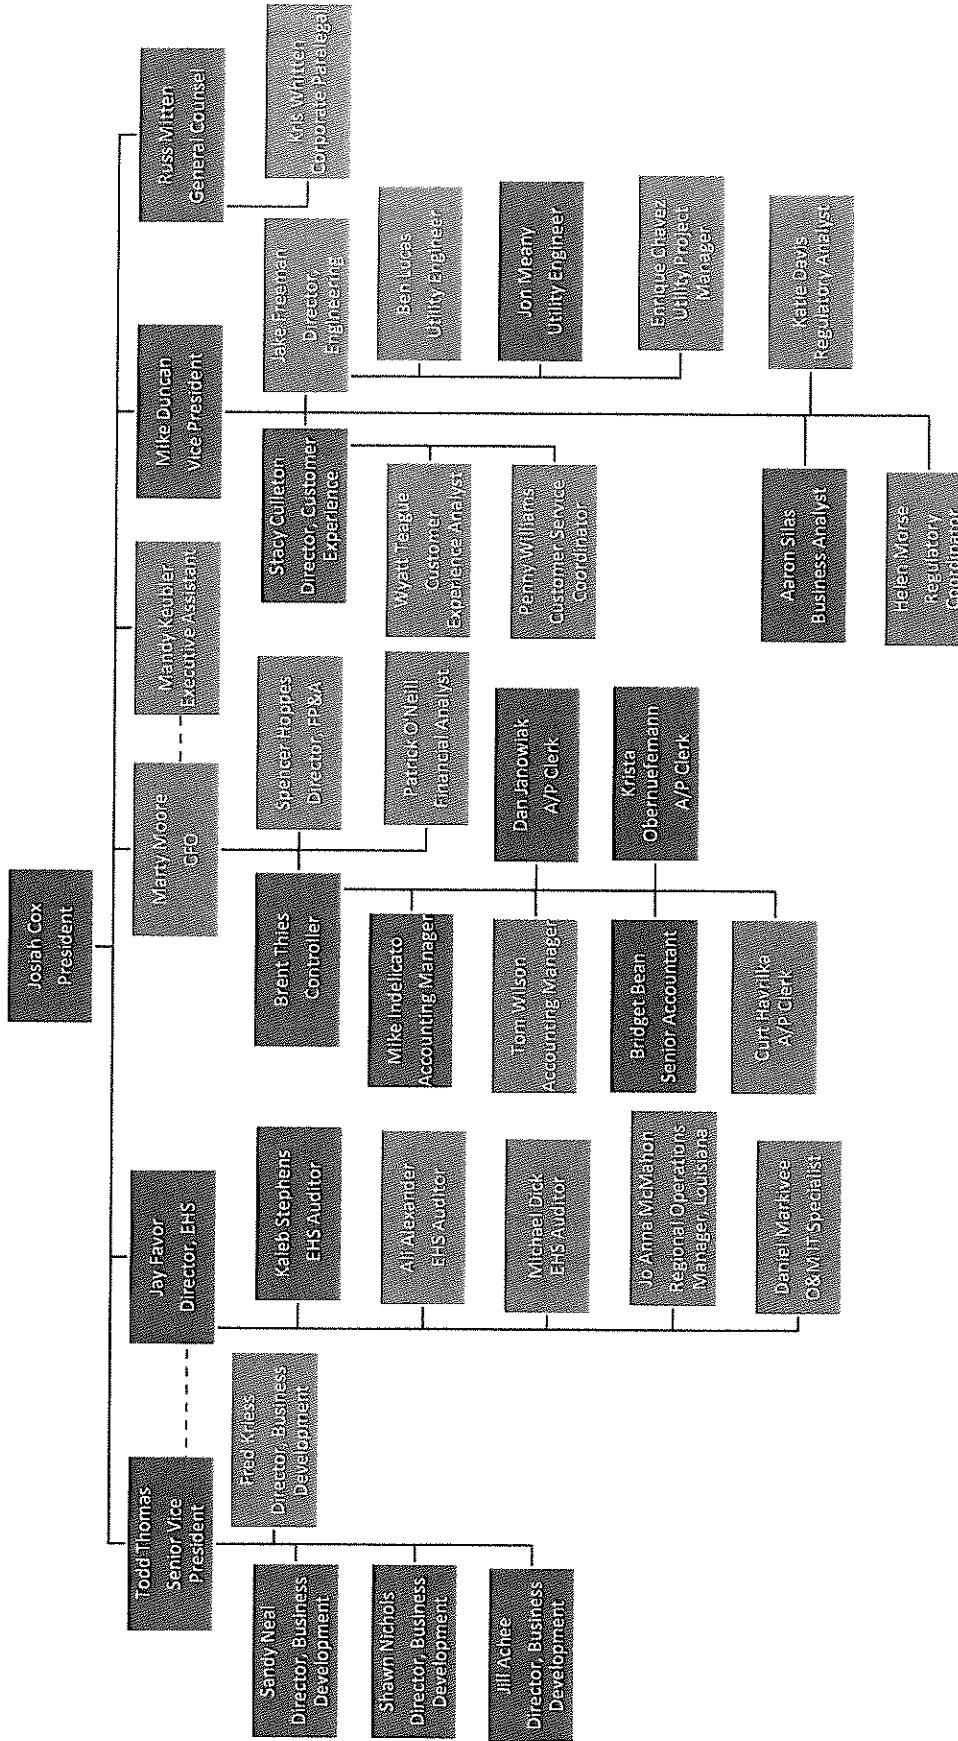 Josiah Cox
President
Todd Thomas
Senior Vice
President
Jay Favor
Director, EHS
Marty Moore
CFO
Mandy Keubler
Executive Assistant
Mike Duncan
Vice President
Russ Mitten
General Counsel
Fred Kriess
Director, Business
Development
Sandy Neal
Director, Business
Development
Shawn Nichols
Director, Business
Development
Jill Achee
Director, Business
Development
Kaleb Stephens
EHS Auditor
Ali Alexander
EHS Auditor
Michael Dick
EHS Auditor
Jo Anna McMahon
Regional Operations
Manager, Louisiana
Daniel Markivee
O&M IT Specialist
Brent Thies
Controller
Spencer Hoppes
Director, FP&A
Patrick O'Neill
Financial Analyst
Mike Indelicato
Accounting Manager
Tom Wilson
Accounting Manager
Dan Janowiak
A/P Clerk
Bridget Bean
Senior Accountant
Krista
Obernuefemann
A/P Clerk
Curt Havrilka
A/P Clerk
Stacy Culleton
Director, Customer
Experience
Wyatt Teague
Customer
Experience Analyst
Penny Williams
Customer Service
Coordinator
Jake Freeman
Director,
Engineering
Ben Lucas
Utility Engineer
Jon Meany
Utility Engineer
Enrique Chavez
Utility Project
Manager
Aaron Silas
Business Analyst
Katie Davis
Regulatory Analyst
Helen Morse
Regulatory
Coordinator
Kris Whitten
Corporate Paralegal